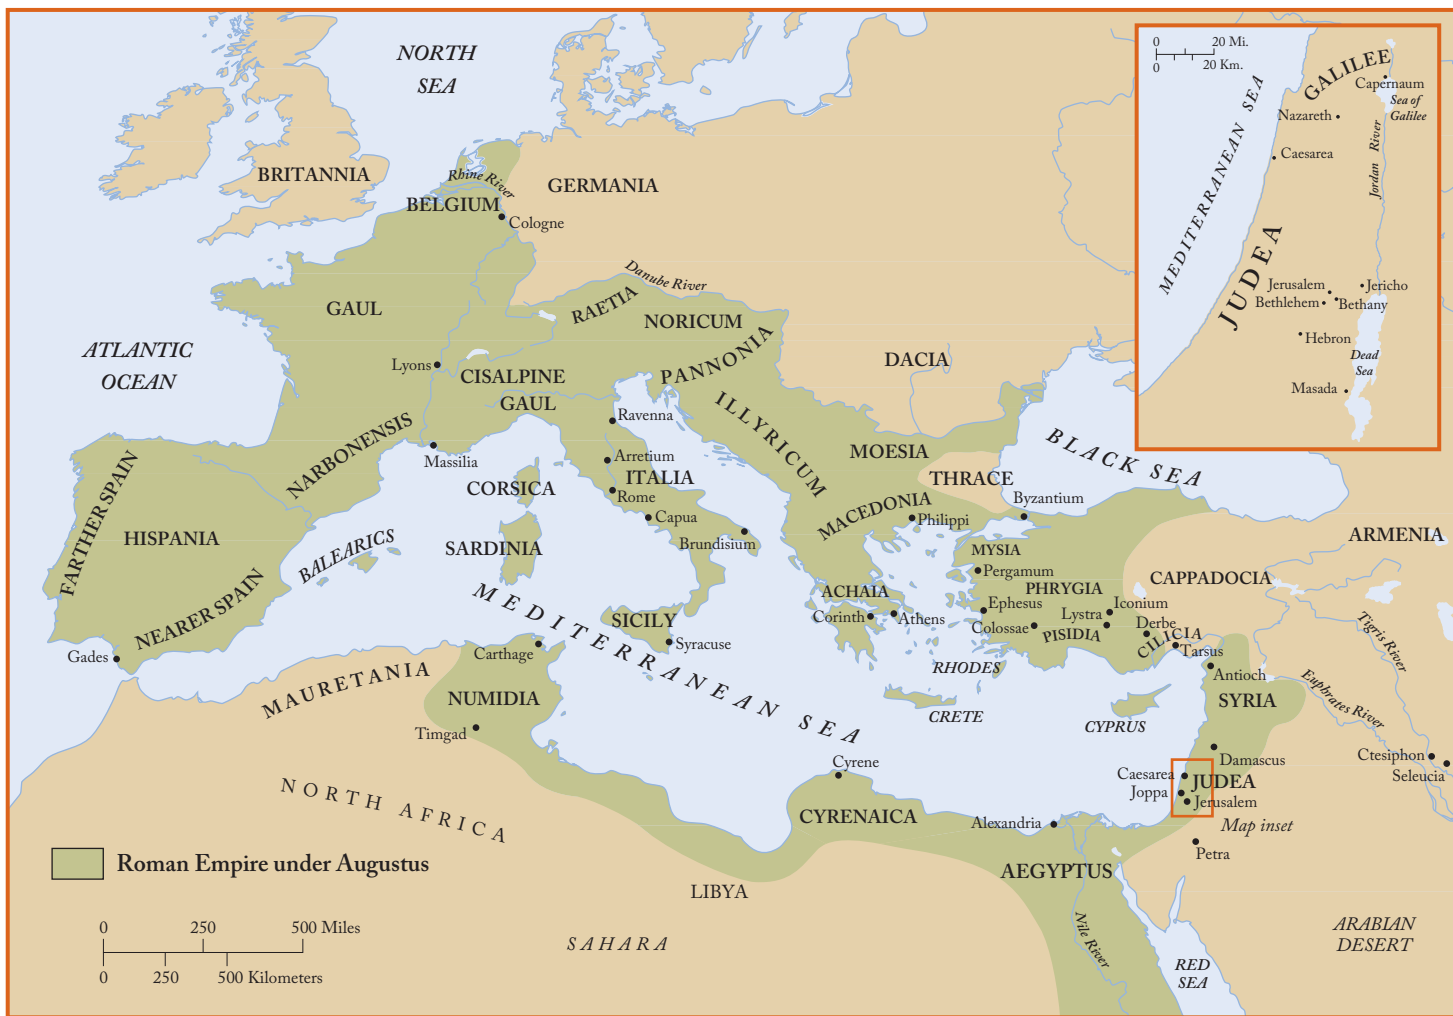 NORTH
SEA
BRITANNIA
Rhine River
GERMANIA
BELGIUM
Cologne
Danube River
GAUL
RAETIA
NORICUM
ATLANTIC
OCEAN
Lyons
CISALPINE
GAUL
PANNONIA
DACIA
Ravenna
ILLYRICUM
NARBONENSIS
Massilia
Arretium
ITALIA
Rome
MOESIA
BLACK SEA
THRACE
Byzantium
CORSICA
Capua
MACEDONIA
Philippi
FARTHER SPAIN
HISPANIA
BALEARICS
SARDINIA
Brundisium
MYSIA
Pergamum
ARMENIA
CAPPADOCIA
PHRYGIA
NEARER SPAIN
MEDITERRANEAN SEA
ACHAIA
Corinth
Athens
Ephesus
Colossae
Lystra
Iconium
Derbe
PISIDIA
CILICIA
Tarsus
Tigris River
SICILY
Syracuse
Gades
Carthage
RHODES
Antioch
MAURETANIA
NUMIDIA
CRETE
CYPRUS
SYRIA
Euphrates River
Timgad
Cyrene
Damascus
Ctesiphon
Seleucia
NORTH AFRICA
Caesarea
JUDEA
Joppa
Jerusalem
CYRENAICA
Alexandria
Map inset
Petra
AEGYPTUS
LIBYA
Nile River
SAHARA
ARABIAN
DESERT
RED
SEA
Roman Empire under Augustus
0 250 500 Miles
0 250 500 Kilometers
0 20 Mi.
0 20 Km.
GALILEE
Capernaum
Sea of
Galilee
Nazareth
MEDITERRANEAN SEA
Caesarea
Jordan River
JUDEA
Jerusalem
Jericho
Bethlehem
Bethany
Hebron
Dead
Sea
Masada